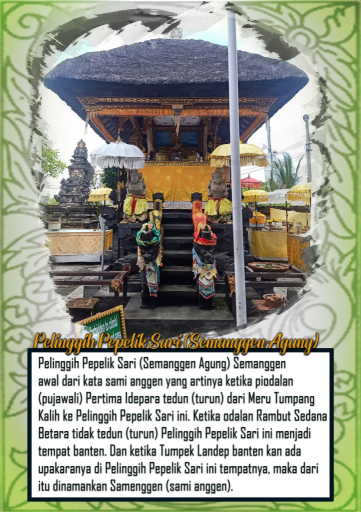 Pelinggih Pepelik Sari (Semanggen Agung)
Pelinggih Pepelik Sari (Semanggen Agung) Semanggen
awal dari kata sami anggen yang artinya ketika piodalan
(pujawali) Pertima Idepara tedun (turun) dari Meru Tumpang
Kalih ke Pelinggih Pepelik Sari ini. Ketika odalan Rambut Sedana
Betara tidak tedun (turun) Pelinggih Pepelik Sari ini menjadi
tempat banten. Dan ketika Tumpek Landep banten kan ada
upakaranya di Pelinggih Pepelik Sari ini tempatnya, maka dari
itu dinamankan Samenggen (sami anggen).